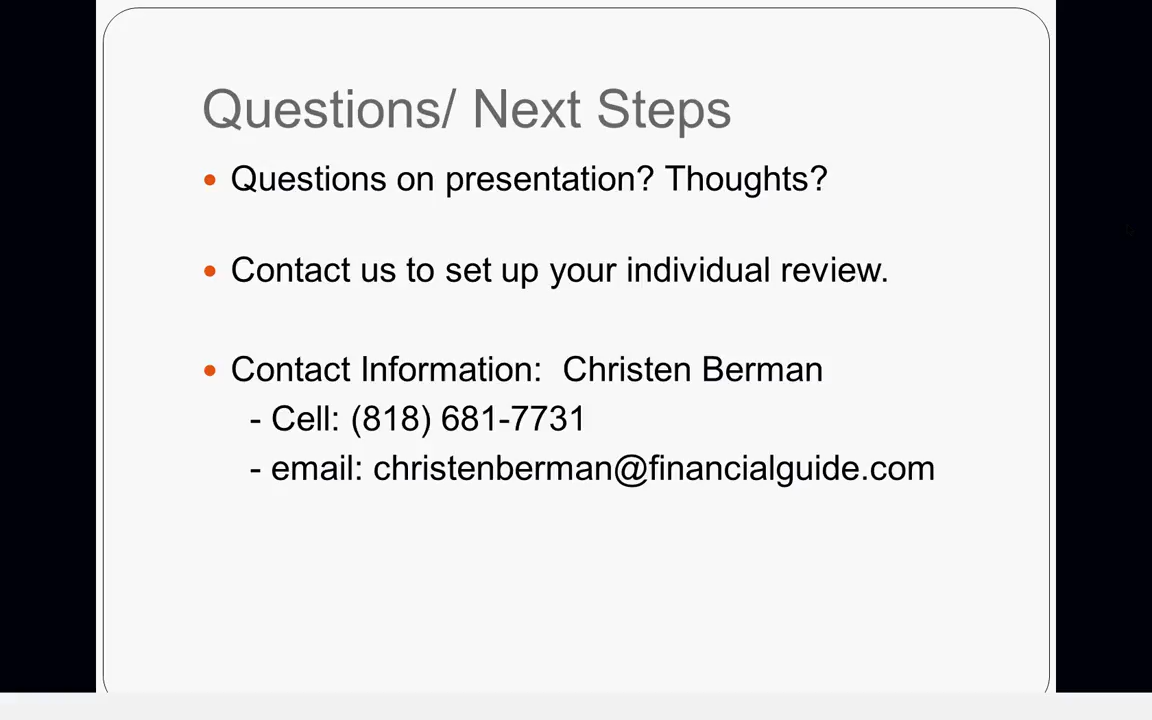 Questions/ Next Steps
• Questions on presentation? Thoughts?
• Contact us to set up your individual review.
• Contact Information:  Christen Berman
- Cell: (818) 681-7731
- email: christenberman@financialguide.com